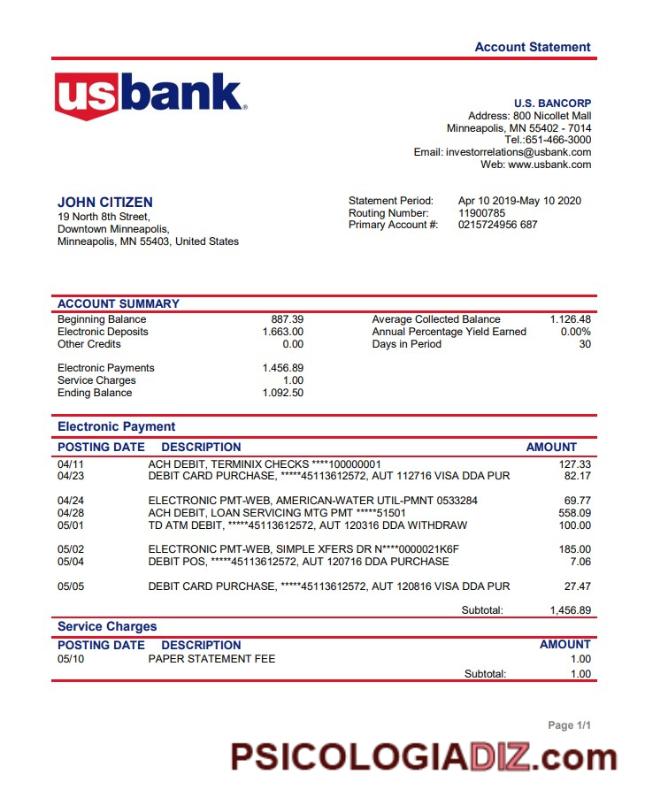 Account Statement
usbank
U.S. BANCORP
Address: 800 Nicollet Mall
Minneapolis, MN 55402 - 7014
Tel.:651-466-3000
Email: investorrelations@usbank.com
Web: www.usbank.com
JOHN CITIZEN
19 North 8th Street,
Downtown Minneapolis,
Minneapolis, MN 55403, United States
Statement Period: Apr 10 2019-May 10 2020
Routing Number: 11900785
Primary Account #: 0215724956 687
ACCOUNT SUMMARY
Beginning Balance 887.39 Average Collected Balance 1.126.48
Electronic Deposits 1.663.00 Annual Percentage Yield Earned 0.00%
Other Credits 0.00 Days in Period 30
Electronic Payments 1.456.89
Service Charges 1.00
Ending Balance 1.092.50
Electronic Payment
POSTING DATE DESCRIPTION AMOUNT
04/11 ACH DEBIT, TERMINIX CHECKS ****100000001 127.33
04/23 DEBIT CARD PURCHASE, *****45113612572, AUT 112716 VISA DDA PUR 82.17
04/24 ELECTRONIC PMT-WEB, AMERICAN-WATER UTIL-PMNT 0533284 69.77
04/28 ACH DEBIT, LOAN SERVICING MTG PMT *****51501 558.09
05/01 TD ATM DEBIT, *****45113612572, AUT 120316 DDA WITHDRAW 100.00
05/02 ELECTRONIC PMT-WEB, SIMPLE XFERS DR N****0000021K6F 185.00
05/04 DEBIT POS, *****45113612572, AUT 120716 DDA PURCHASE 7.06
05/05 DEBIT CARD PURCHASE, *****45113612572, AUT 120816 VISA DDA PUR 27.47
Subtotal: 1,456.89
Service Charges
POSTING DATE DESCRIPTION AMOUNT
05/10 PAPER STATEMENT FEE 1.00
Subtotal: 1.00
Page 1/1
PSICOLOGIADIZ.com